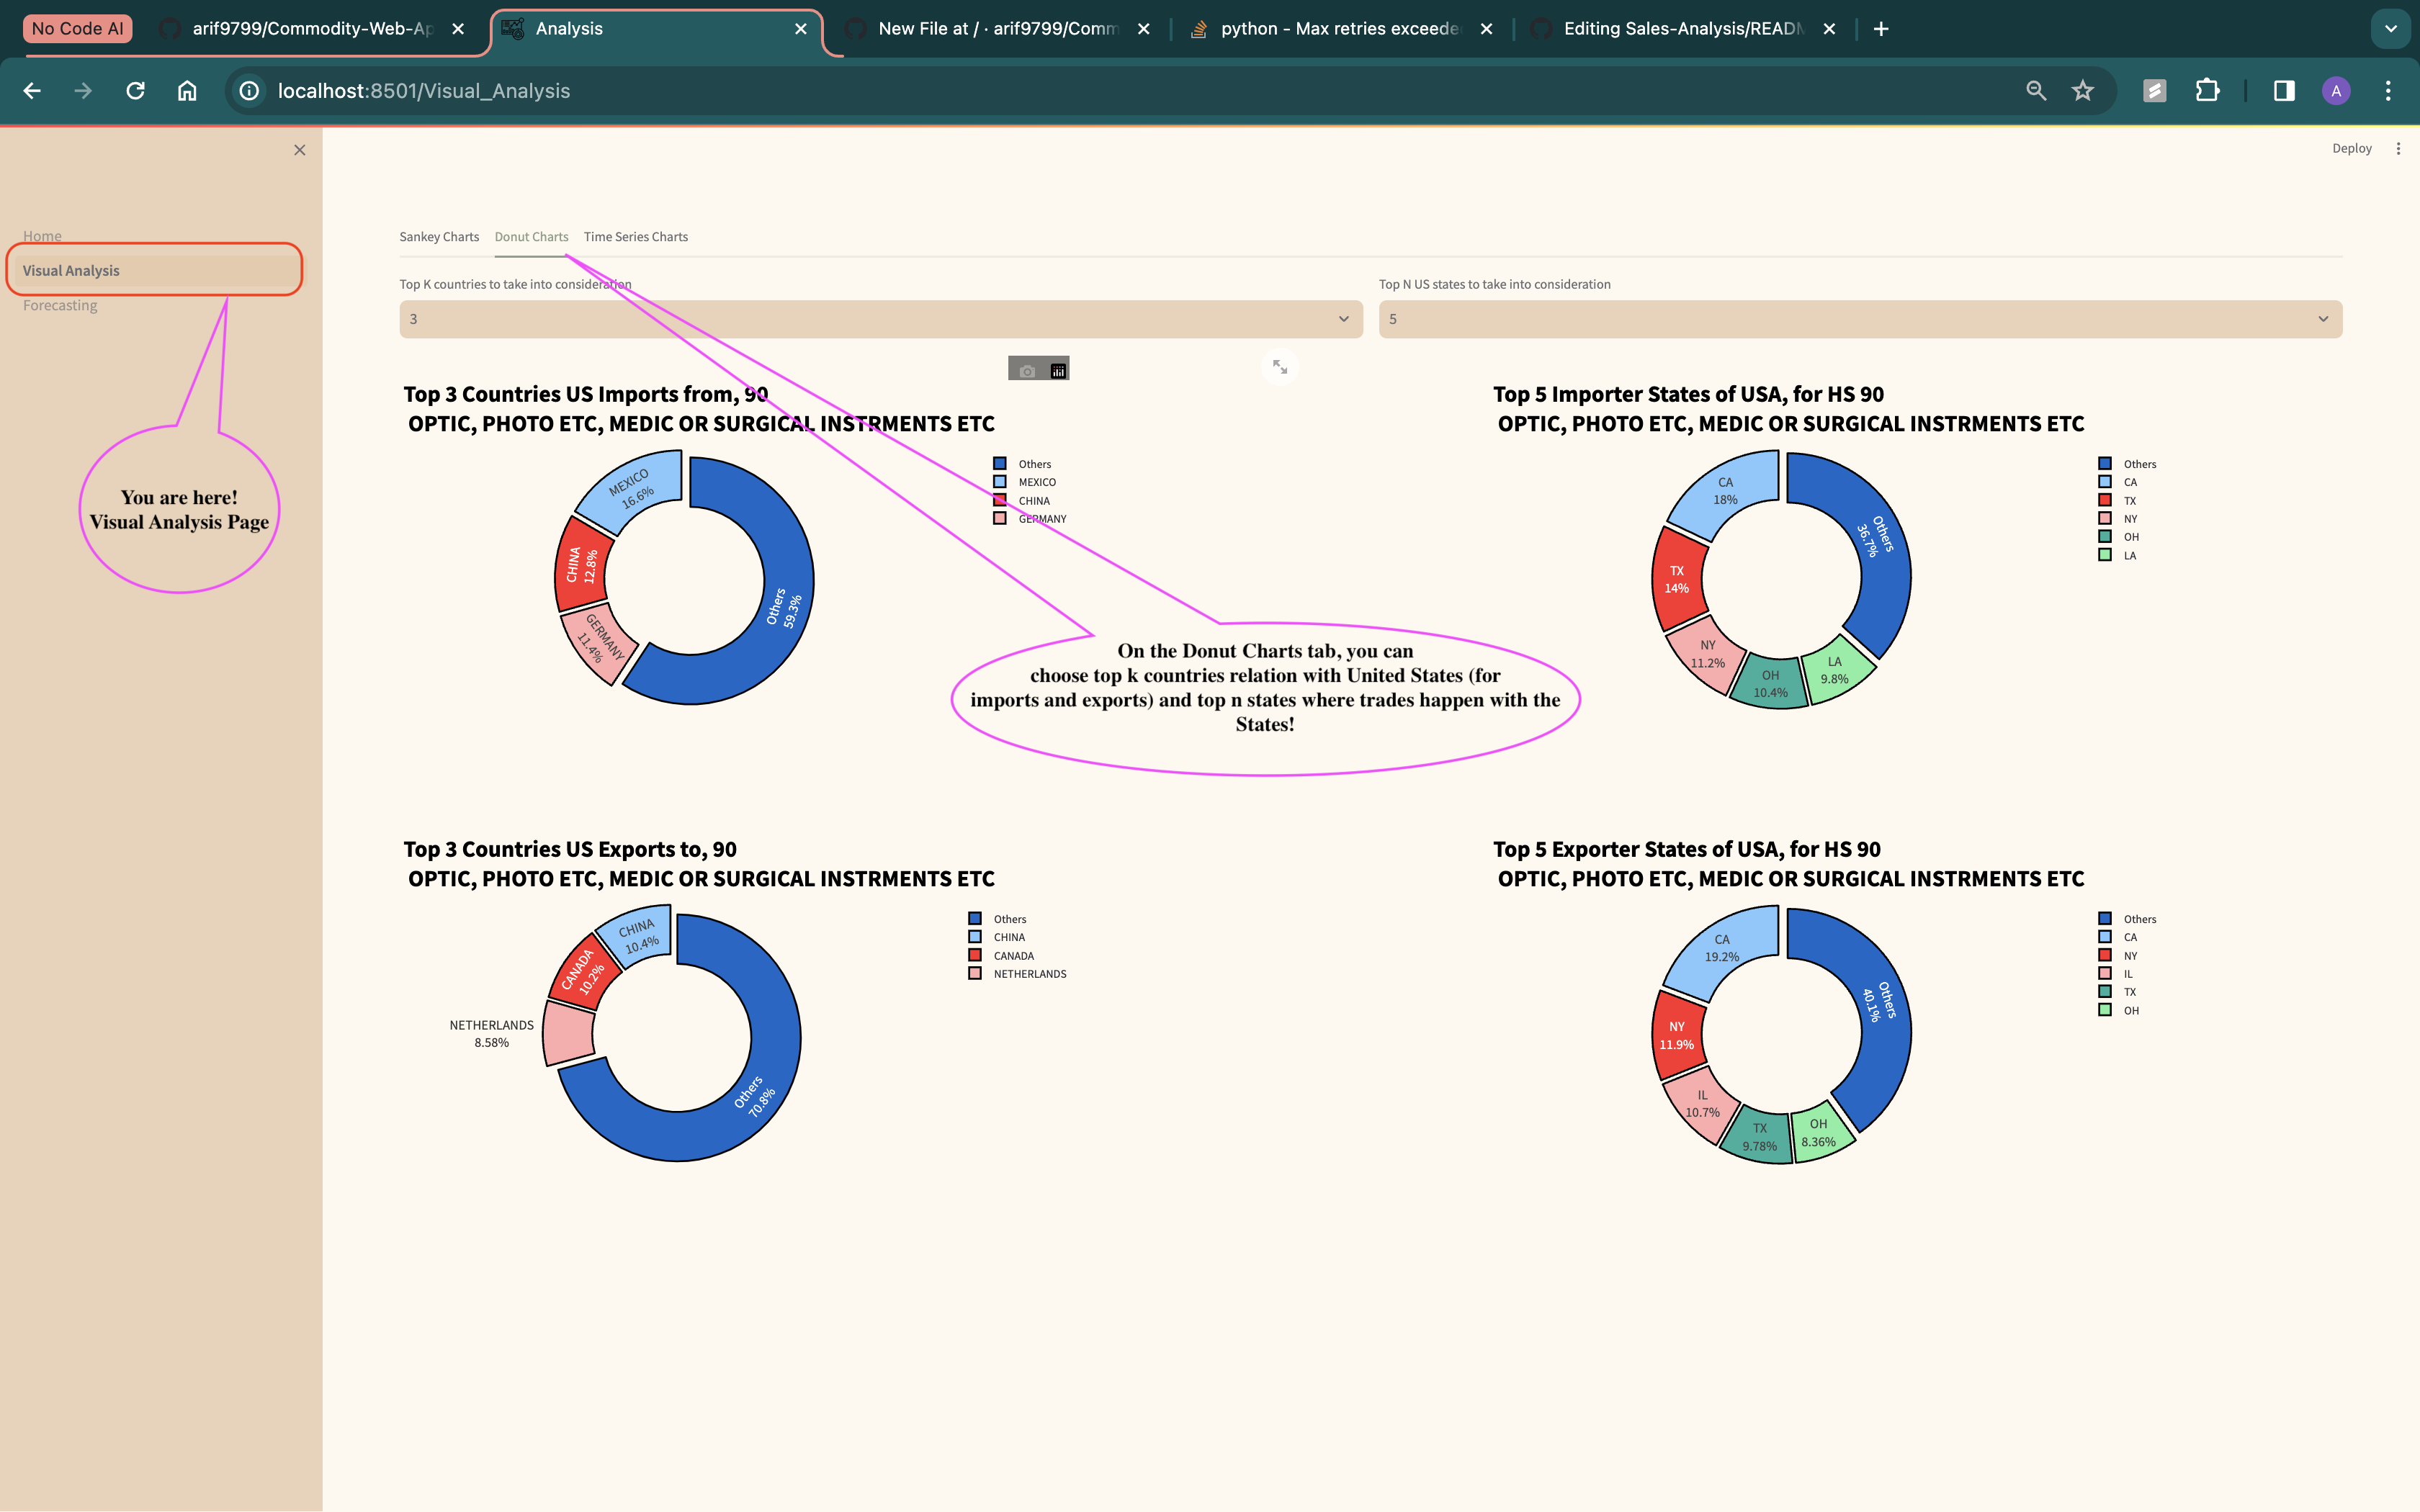 No Code AI
arif9799/Commodity-Web-Ap
Analysis
New File at / · arif9799/Comm
python - Max retries exceede
Editing Sales-Analysis/READM
localhost:8501/Visual_Analysis
A
Deploy
Home
Visual Analysis
Forecasting
You are here!
Visual Analysis Page
Sankey Charts
Donut Charts
Time Series Charts
Top K countries to take into consideration
3
Top N US states to take into consideration
5
Top 3 Countries US Imports from, 90
OPTIC, PHOTO ETC, MEDIC OR SURGICAL INSTRMENTS ETC
MEXICO
16.6%
CHINA
12.8%
GERMANY
11.4%
Others
59.3%
Others
MEXICO
CHINA
GERMANY
Top 5 Importer States of USA, for HS 90
OPTIC, PHOTO ETC, MEDIC OR SURGICAL INSTRMENTS ETC
CA
18%
TX
14%
NY
11.2%
OH
10.4%
LA
9.8%
Others
36.7%
Others
CA
TX
NY
OH
LA
On the Donut Charts tab, you can
choose top k countries relation with United States (for
imports and exports) and top n states where trades happen with the
States!
Top 3 Countries US Exports to, 90
OPTIC, PHOTO ETC, MEDIC OR SURGICAL INSTRMENTS ETC
CHINA
10.4%
CANADA
10.2%
NETHERLANDS
8.58%
Others
70.8%
Others
CHINA
CANADA
NETHERLANDS
Top 5 Exporter States of USA, for HS 90
OPTIC, PHOTO ETC, MEDIC OR SURGICAL INSTRMENTS ETC
CA
19.2%
NY
11.9%
IL
10.7%
TX
9.78%
OH
8.36%
Others
40.1%
Others
CA
NY
IL
TX
OH